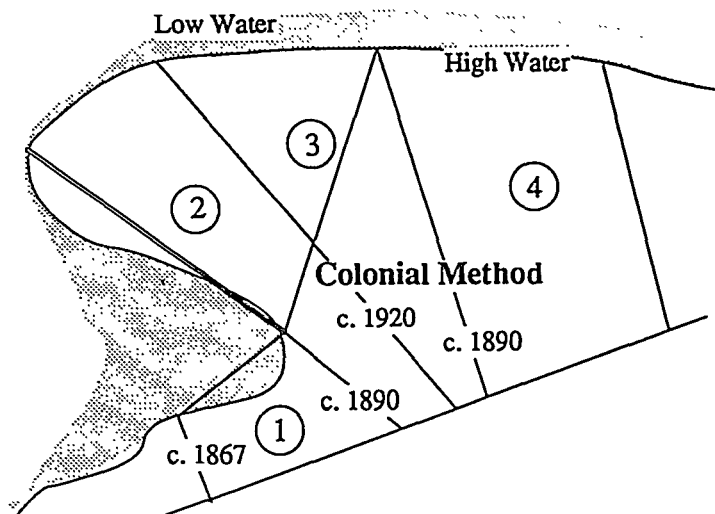 Low Water
High Water
3
2
4
Colonial Method
c. 1920
c. 1890
c. 1890
1
c. 1867